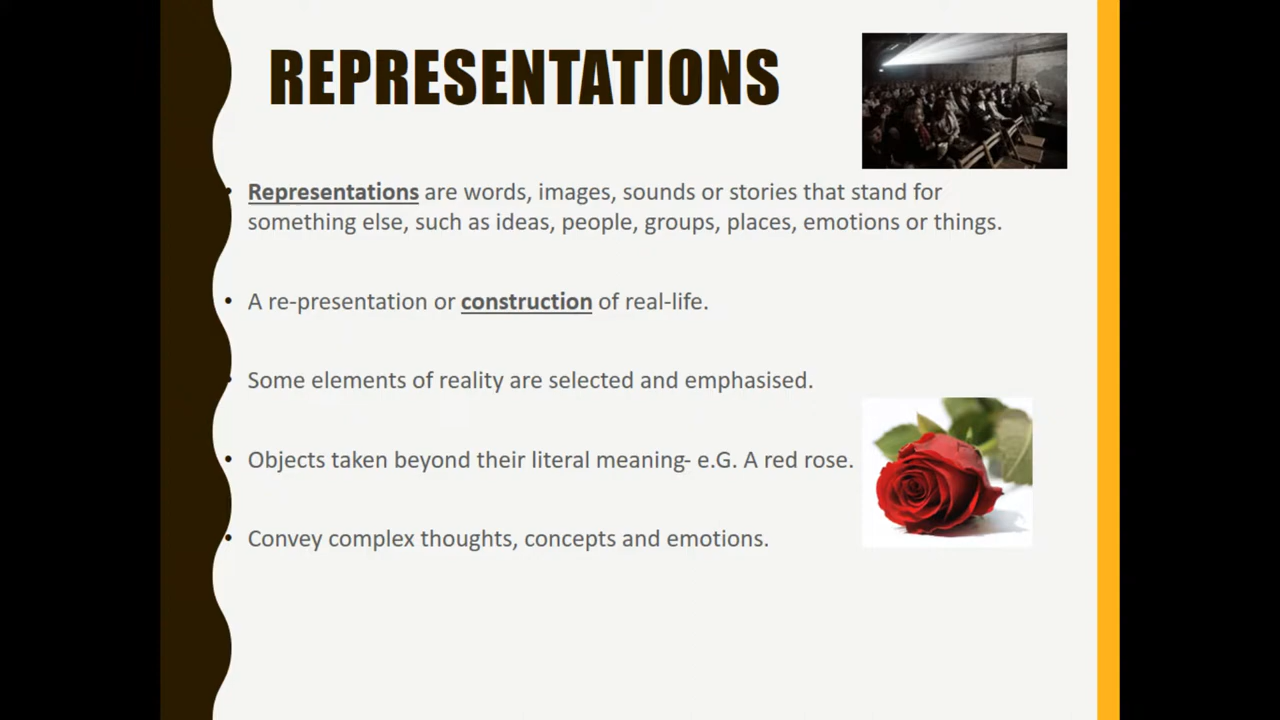 REPRESENTATIONS
• Representations are words, images, sounds or stories that stand for
something else, such as ideas, people, groups, places, emotions or things.
• A re-presentation or construction of real-life.
• Some elements of reality are selected and emphasised.
• Objects taken beyond their literal meaning- e.G. A red rose.
• Convey complex thoughts, concepts and emotions.